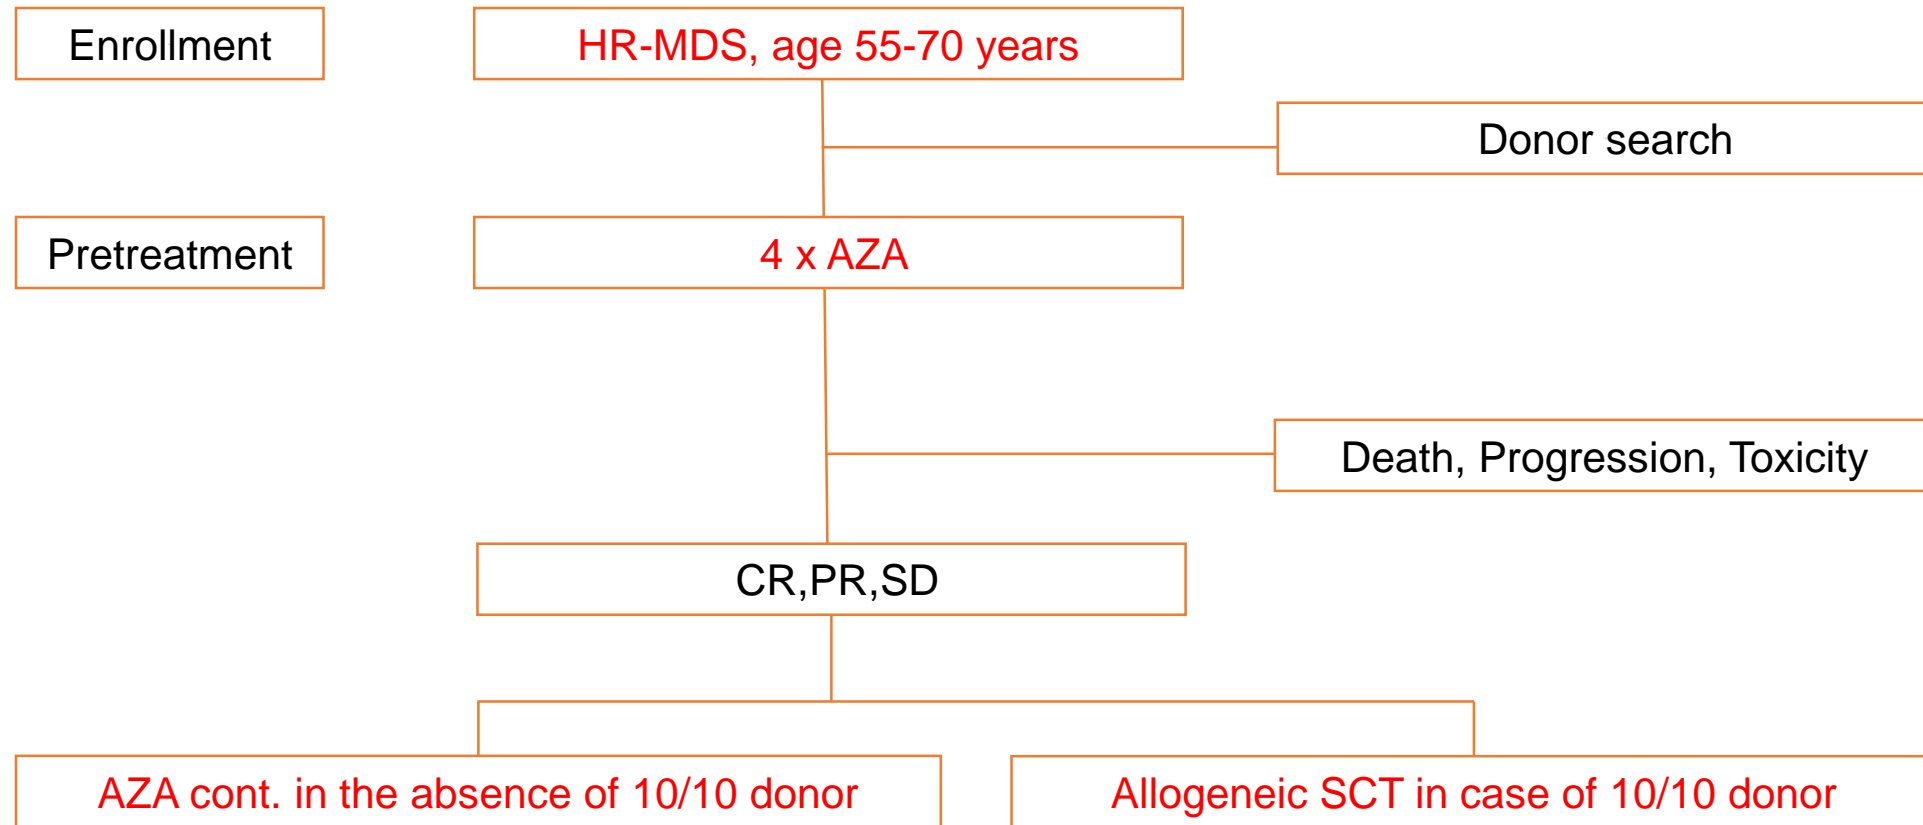 Enrollment
HR-MDS, age 55-70 years
Donor search
Pretreatment
4 x AZA
Death, Progression, Toxicity
CR,PR,SD
AZA cont. in the absence of 10/10 donor
Allogeneic SCT in case of 10/10 donor